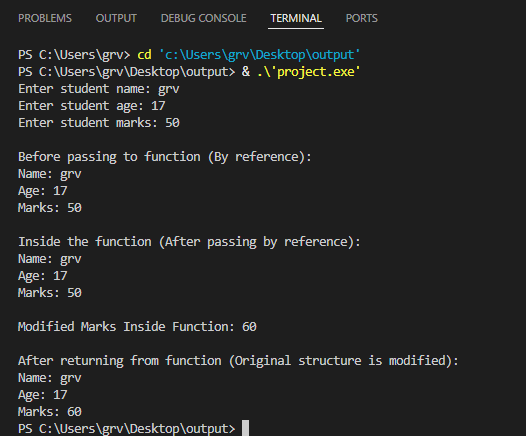 PROBLEMS OUTPUT DEBUG CONSOLE TERMINAL PORTS
PS C:\Users\grv> cd 'c:\Users\grv\Desktop\output'
PS C:\Users\grv\Desktop\output> & .\'project.exe'
Enter student name: grv
Enter student age: 17
Enter student marks: 50
Before passing to function (By reference):
Name: grv
Age: 17
Marks: 50
Inside the function (After passing by reference):
Name: grv
Age: 17
Marks: 50
Modified Marks Inside Function: 60
After returning from function (Original structure is modified):
Name: grv
Age: 17
Marks: 60
PS C:\Users\grv\Desktop\output>